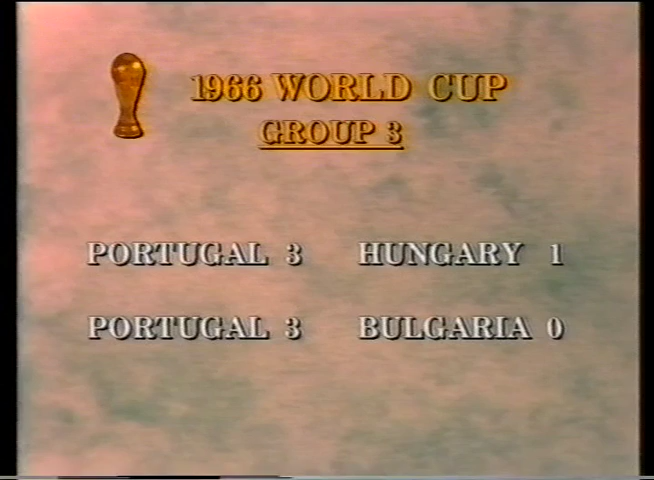 1966 WORLD CUP
GROUP 3
PORTUGAL 3 HUNGARY 1
PORTUGAL 3 BULGARIA 0